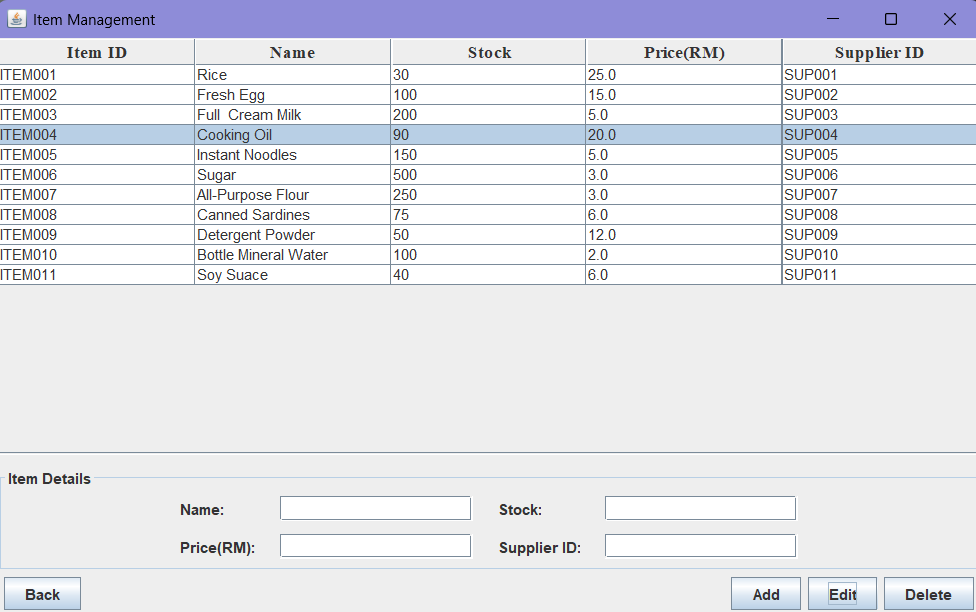 Item Management
Item ID Name Stock Price(RM) Supplier ID
ITEM001 Rice 30 25.0 SUP001
ITEM002 Fresh Egg 100 15.0 SUP002
ITEM003 Full  Cream Milk 200 5.0 SUP003
ITEM004 Cooking Oil 90 20.0 SUP004
ITEM005 Instant Noodles 150 5.0 SUP005
ITEM006 Sugar 500 3.0 SUP006
ITEM007 All-Purpose Flour 250 3.0 SUP007
ITEM008 Canned Sardines 75 6.0 SUP008
ITEM009 Detergent Powder 50 12.0 SUP009
ITEM010 Bottle Mineral Water 100 2.0 SUP010
ITEM011 Soy Suace 40 6.0 SUP011
Item Details
Name: Stock:
Price(RM): Supplier ID:
Back Add Edit Delete